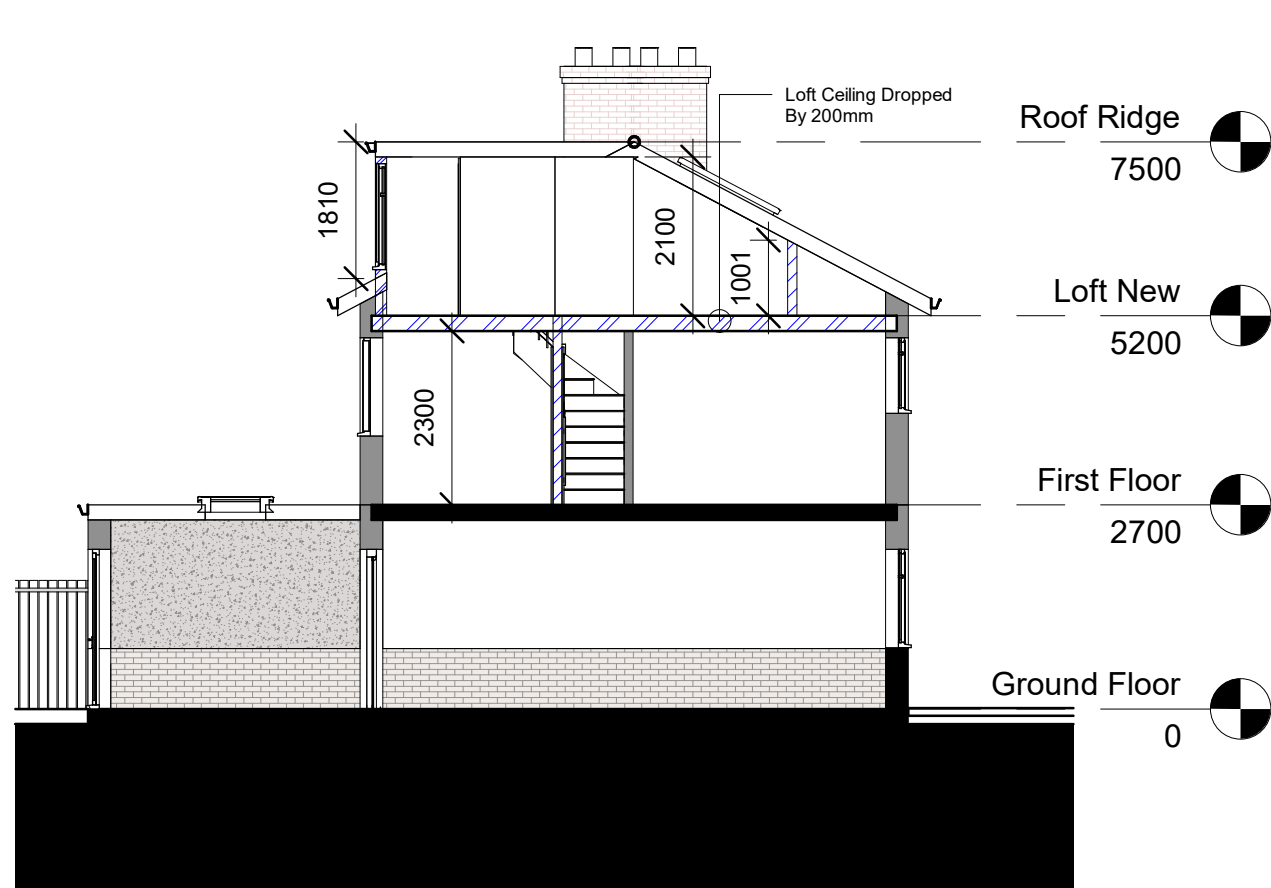 Loft Ceiling Dropped
By 200mm
Roof Ridge
7500
1810
2100
1001
Loft New
5200
2300
First Floor
2700
Ground Floor
0